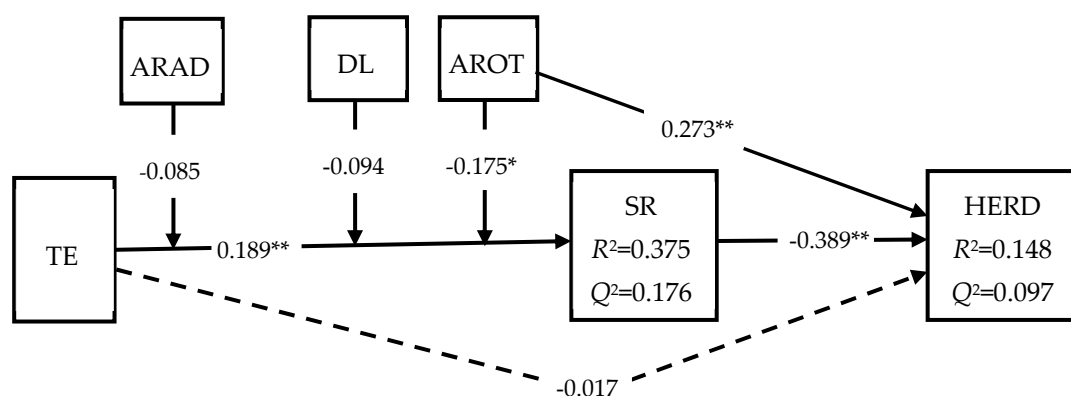 ARAD
DL
AROT
0.273**
-0.085
-0.094
-0.175*
TE
0.189**
SR
R²=0.375
Q²=0.176
-0.389**
HERD
R²=0.148
Q²=0.097
-0.017